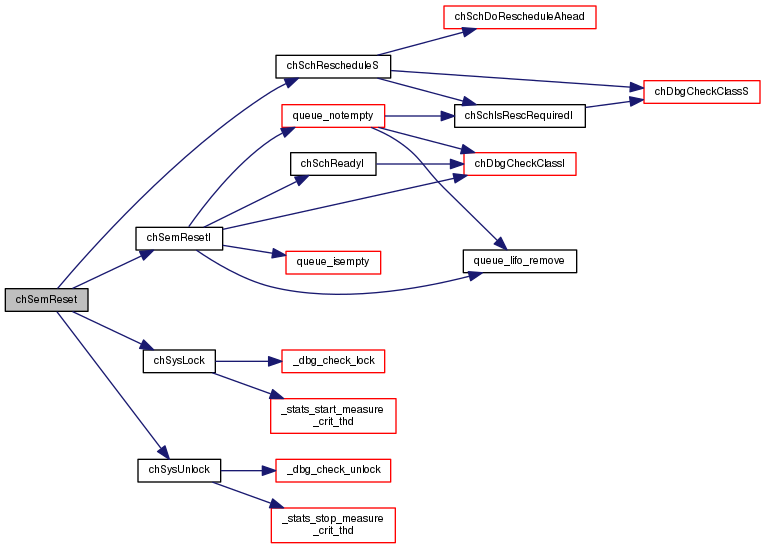 chSchDoRescheduleAhead
chSchRescheduleS
chDbgCheckClassS
queue_notempty
chSchIsRescRequiredI
chSchReadyI
chDbgCheckClassI
chSemResetI
queue_isempty
queue_lifo_remove
chSemReset
chSysLock
_dbg_check_lock
_stats_start_measure
_crit_thd
chSysUnlock
_dbg_check_unlock
_stats_stop_measure
_crit_thd